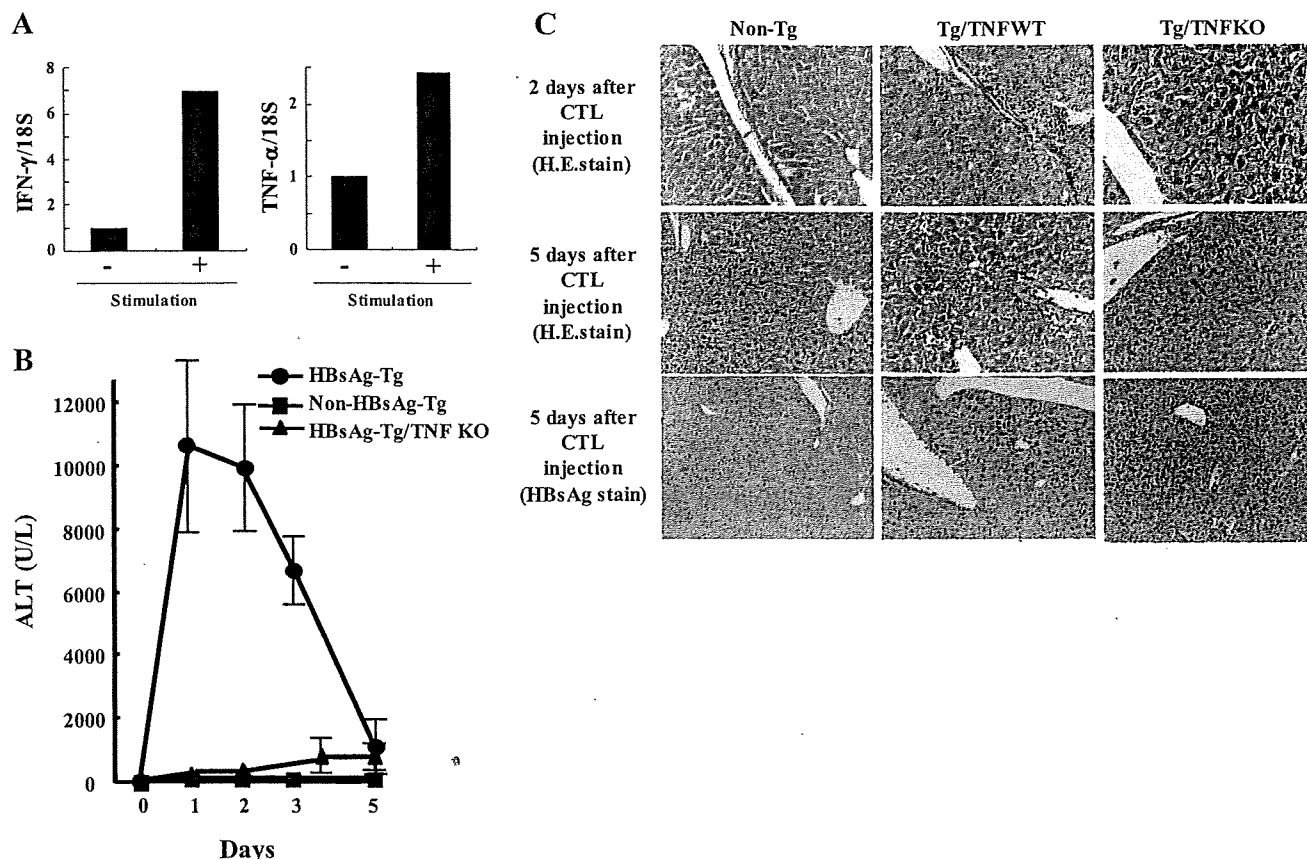 A
8
6
4
2
0
IFN-γ/18S
-
+
Stimulation
2
1
0
TNF-α/18S
-
+
Stimulation
B
12000
10000
8000
6000
4000
2000
0
ALT (U/L)
HBsAg-Tg
Non-HBsAg-Tg
HBsAg-Tg/TNF KO
0
1
2
3
5
Days
C
Non-Tg
Tg/TNFWT
Tg/TNFKO
2 days after
CTL
injection
(H.E.stain)
5 days after
CTL
injection
(H.E.stain)
5 days after
CTL
injection
(HBsAg stain)